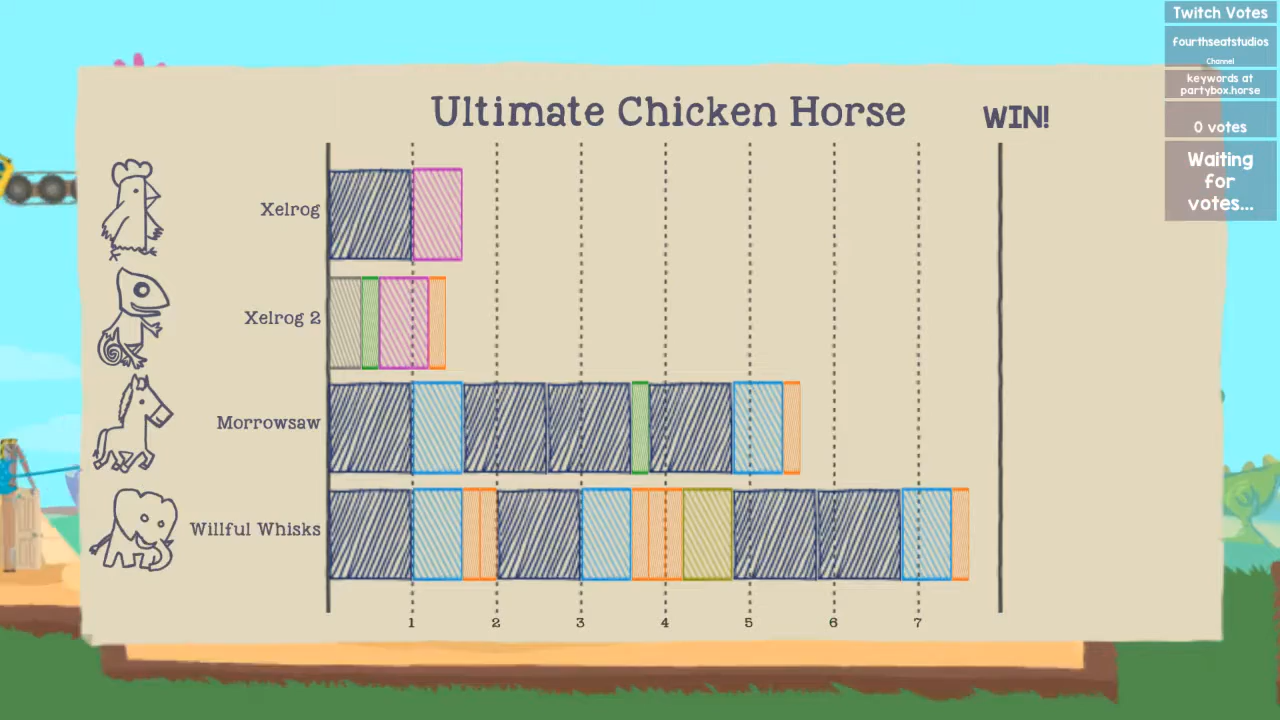 Twitch Votes
fourthseatstudios
Channel
keywords at
partybox.horse
0 votes
Waiting
for
votes...
Ultimate Chicken Horse
WIN!
Xelrog
Xelrog 2
Morrowsaw
Willful Whisks
1 2 3 4 5 6 7